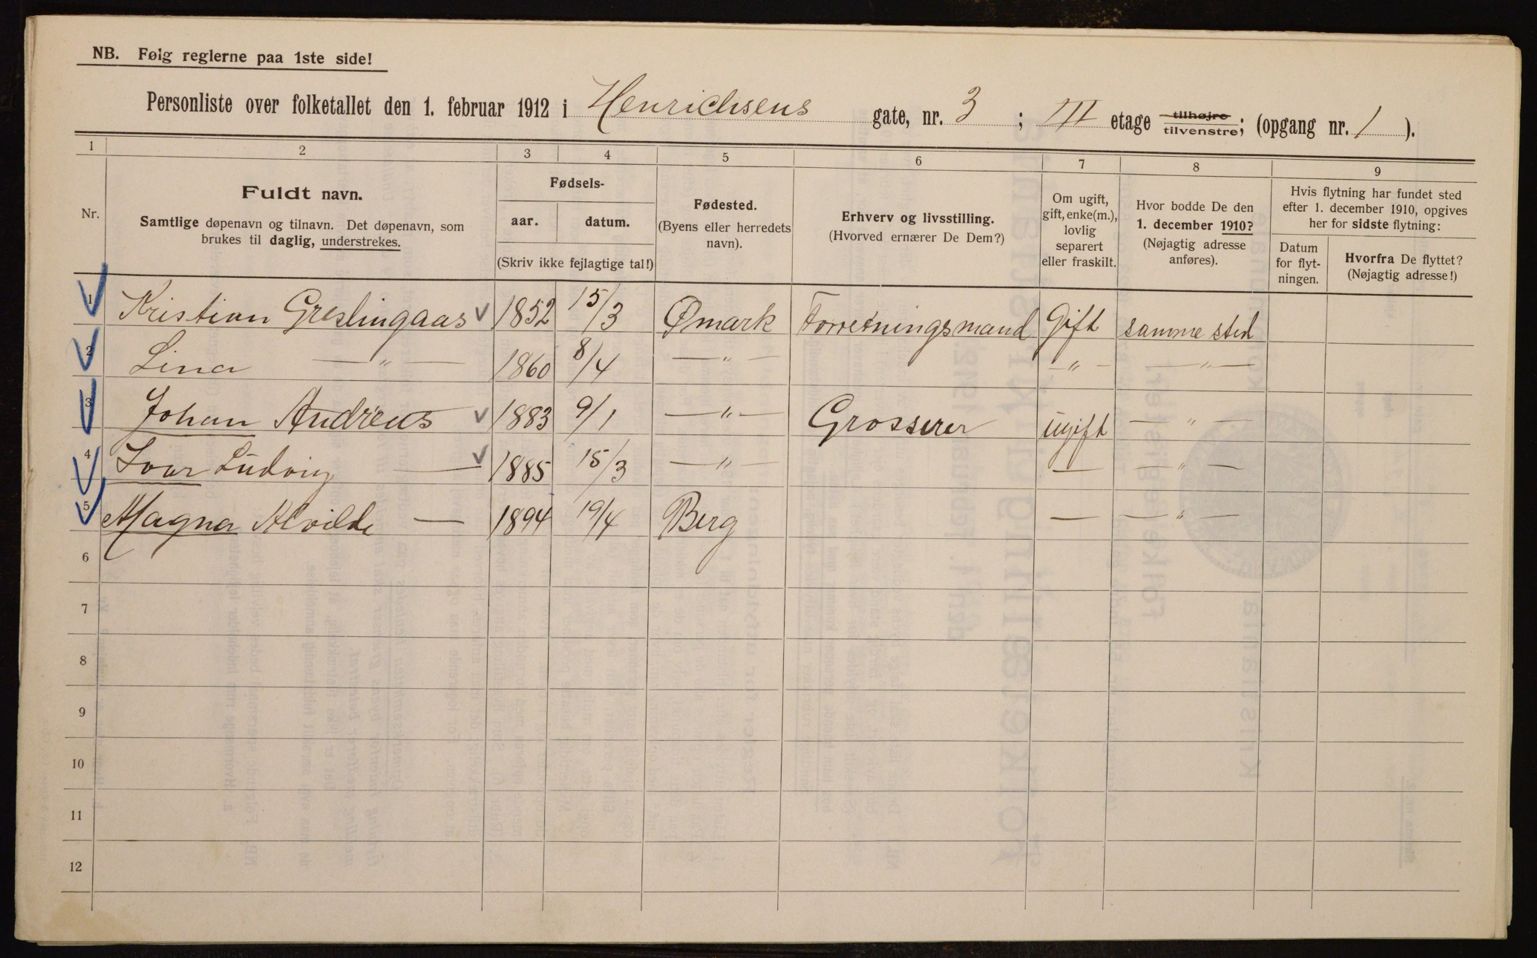 NB. Følg reglerne paa 1ste side!
Personliste over folketallet den 1. februar 1912 i Henrichsens gate, nr. 3 ; III etage tilhøjre tilvenstre; (opgang nr. 1 ).
1 2 3 4 5 6 7 8 9
Nr.
Fuldt navn.
Samtlige døpenavn og tilnavn. Det døpenavn, som
brukes til daglig, understrekes.
Fødsels-
aar. datum.
(Skriv ikke fejlagtige tal!)
Fødested.
(Byens eller herredets
navn).
Erhverv og livsstilling.
(Hvorved ernærer De Dem?)
Om ugift,
gift, enke(m.),
lovlig
separert
eller fraskilt.
Hvor bodde De den
1. december 1910?
(Nøjagtig adresse
anføres).
Hvis flytning har fundet sted
efter 1. december 1910, opgives
her for sidste flytning:
Datum
for flyt-
ningen.
Hvorfra De flyttet?
(Nøjagtig adresse!)
1 Kristian Greslingaas 1852 15/3 Ømark Forretningsmand Gift samme sted
2 Lina — „ — 1860 8/4 — „ — — „ — — „ —
3 Johan Andreas — 1883 9/1 — „ — Grosserer ugift — „ —
4 Ivar Ludvig — 1885 15/3 — „ — — — „ —
5 Magna Alvilde — 1894 19/4 Berg — — „ —
6
7
8
9
10
11
12